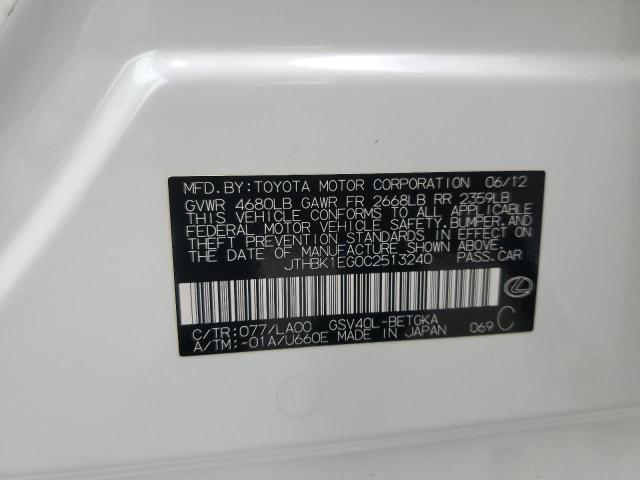 MFD.BY:TOYOTA MOTOR CORPORATION 06/12
GVWR 4680LB GAWR FR 2668LB RR 2359LB
THIS VEHICLE CONFORMS TO ALL APPLICABLE
FEDERAL MOTOR VEHICLE SAFETY,BUMPER,AND
THEFT PREVENTION STANDARDS IN EFFECT ON
THE DATE OF MANUFACTURE SHOWN ABOVE.
JTHBK1EG0C2513240 PASS.CAR
C/TR:077/LA00 GSV40L-BETGKA
A/TM:-01A/U660E MADE IN JAPAN 069 C